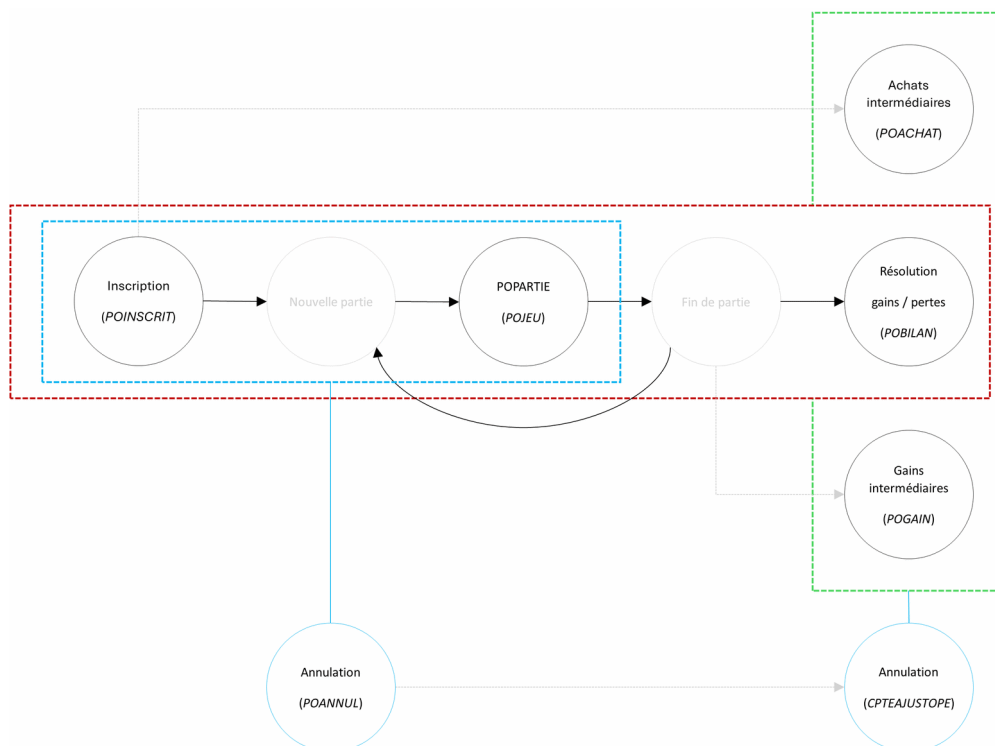 Achats
intermédiaires
(POACHAT)
Inscription
(POINSCRIT)
Nouvelle partie
POPARTIE
(POJEU)
Fin de partie
Résolution
gains / pertes
(POBILAN)
Gains
intermédiaires
(POGAIN)
Annulation
(POANNUL)
Annulation
(CPTEAJUSTOPE)